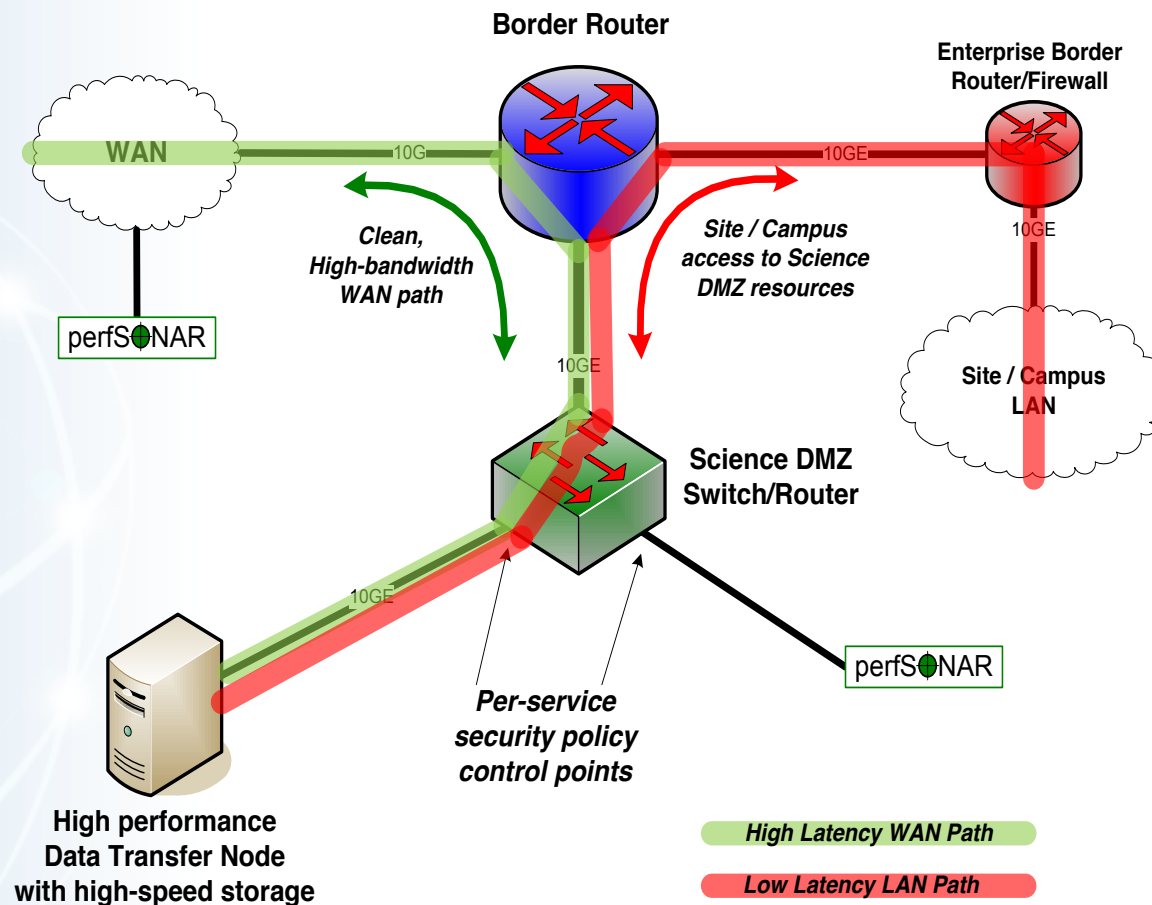 Border Router
Enterprise Border
Router/Firewall
WAN
10G
10GE
Clean,
High-bandwidth
WAN path
Site / Campus
access to Science
DMZ resources
10GE
perfSONAR
10GE
Site / Campus
LAN
Science DMZ
Switch/Router
10GE
perfSONAR
Per-service
security policy
control points
High performance
Data Transfer Node
with high-speed storage
High Latency WAN Path
Low Latency LAN Path